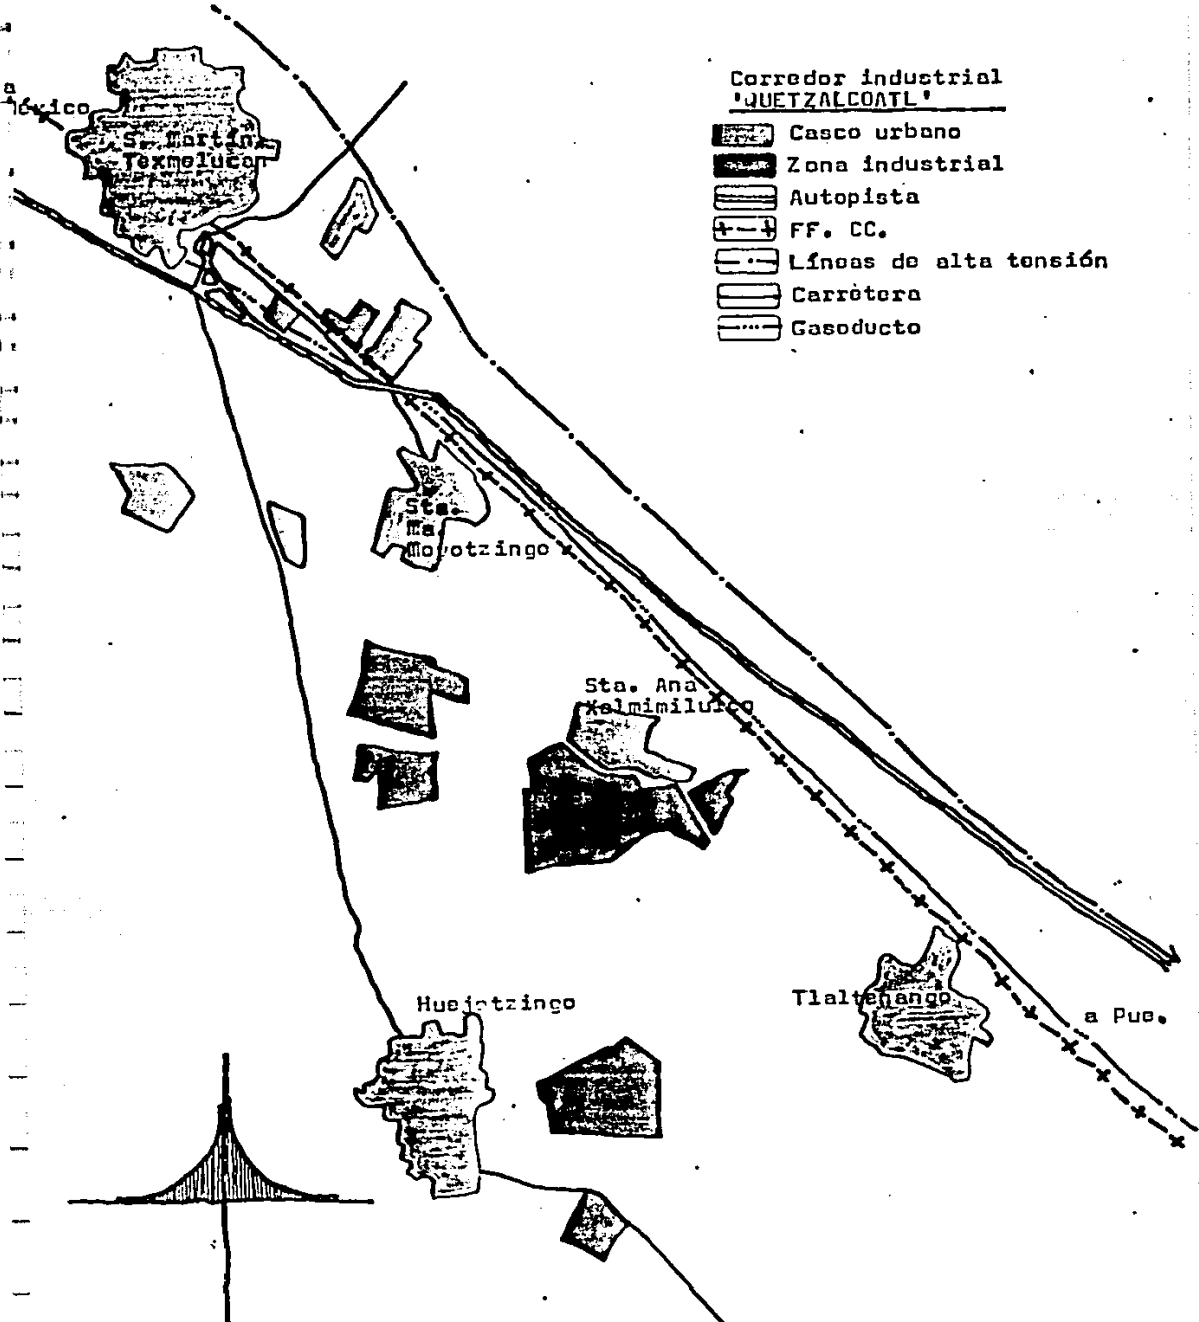 Corredor industrial
"QUETZALCOATL"
Casco urbano
Zona industrial
Autopista
FF. CC.
Líneas de alta tensión
Carretera
Gasoducto
a
México
S. Martín
Texmelucan
Sta.
Ma.
Moyotzingo
Sta. Ana
Xalmimilulco
Huejotzingo
Tlaltenango
a Pue.